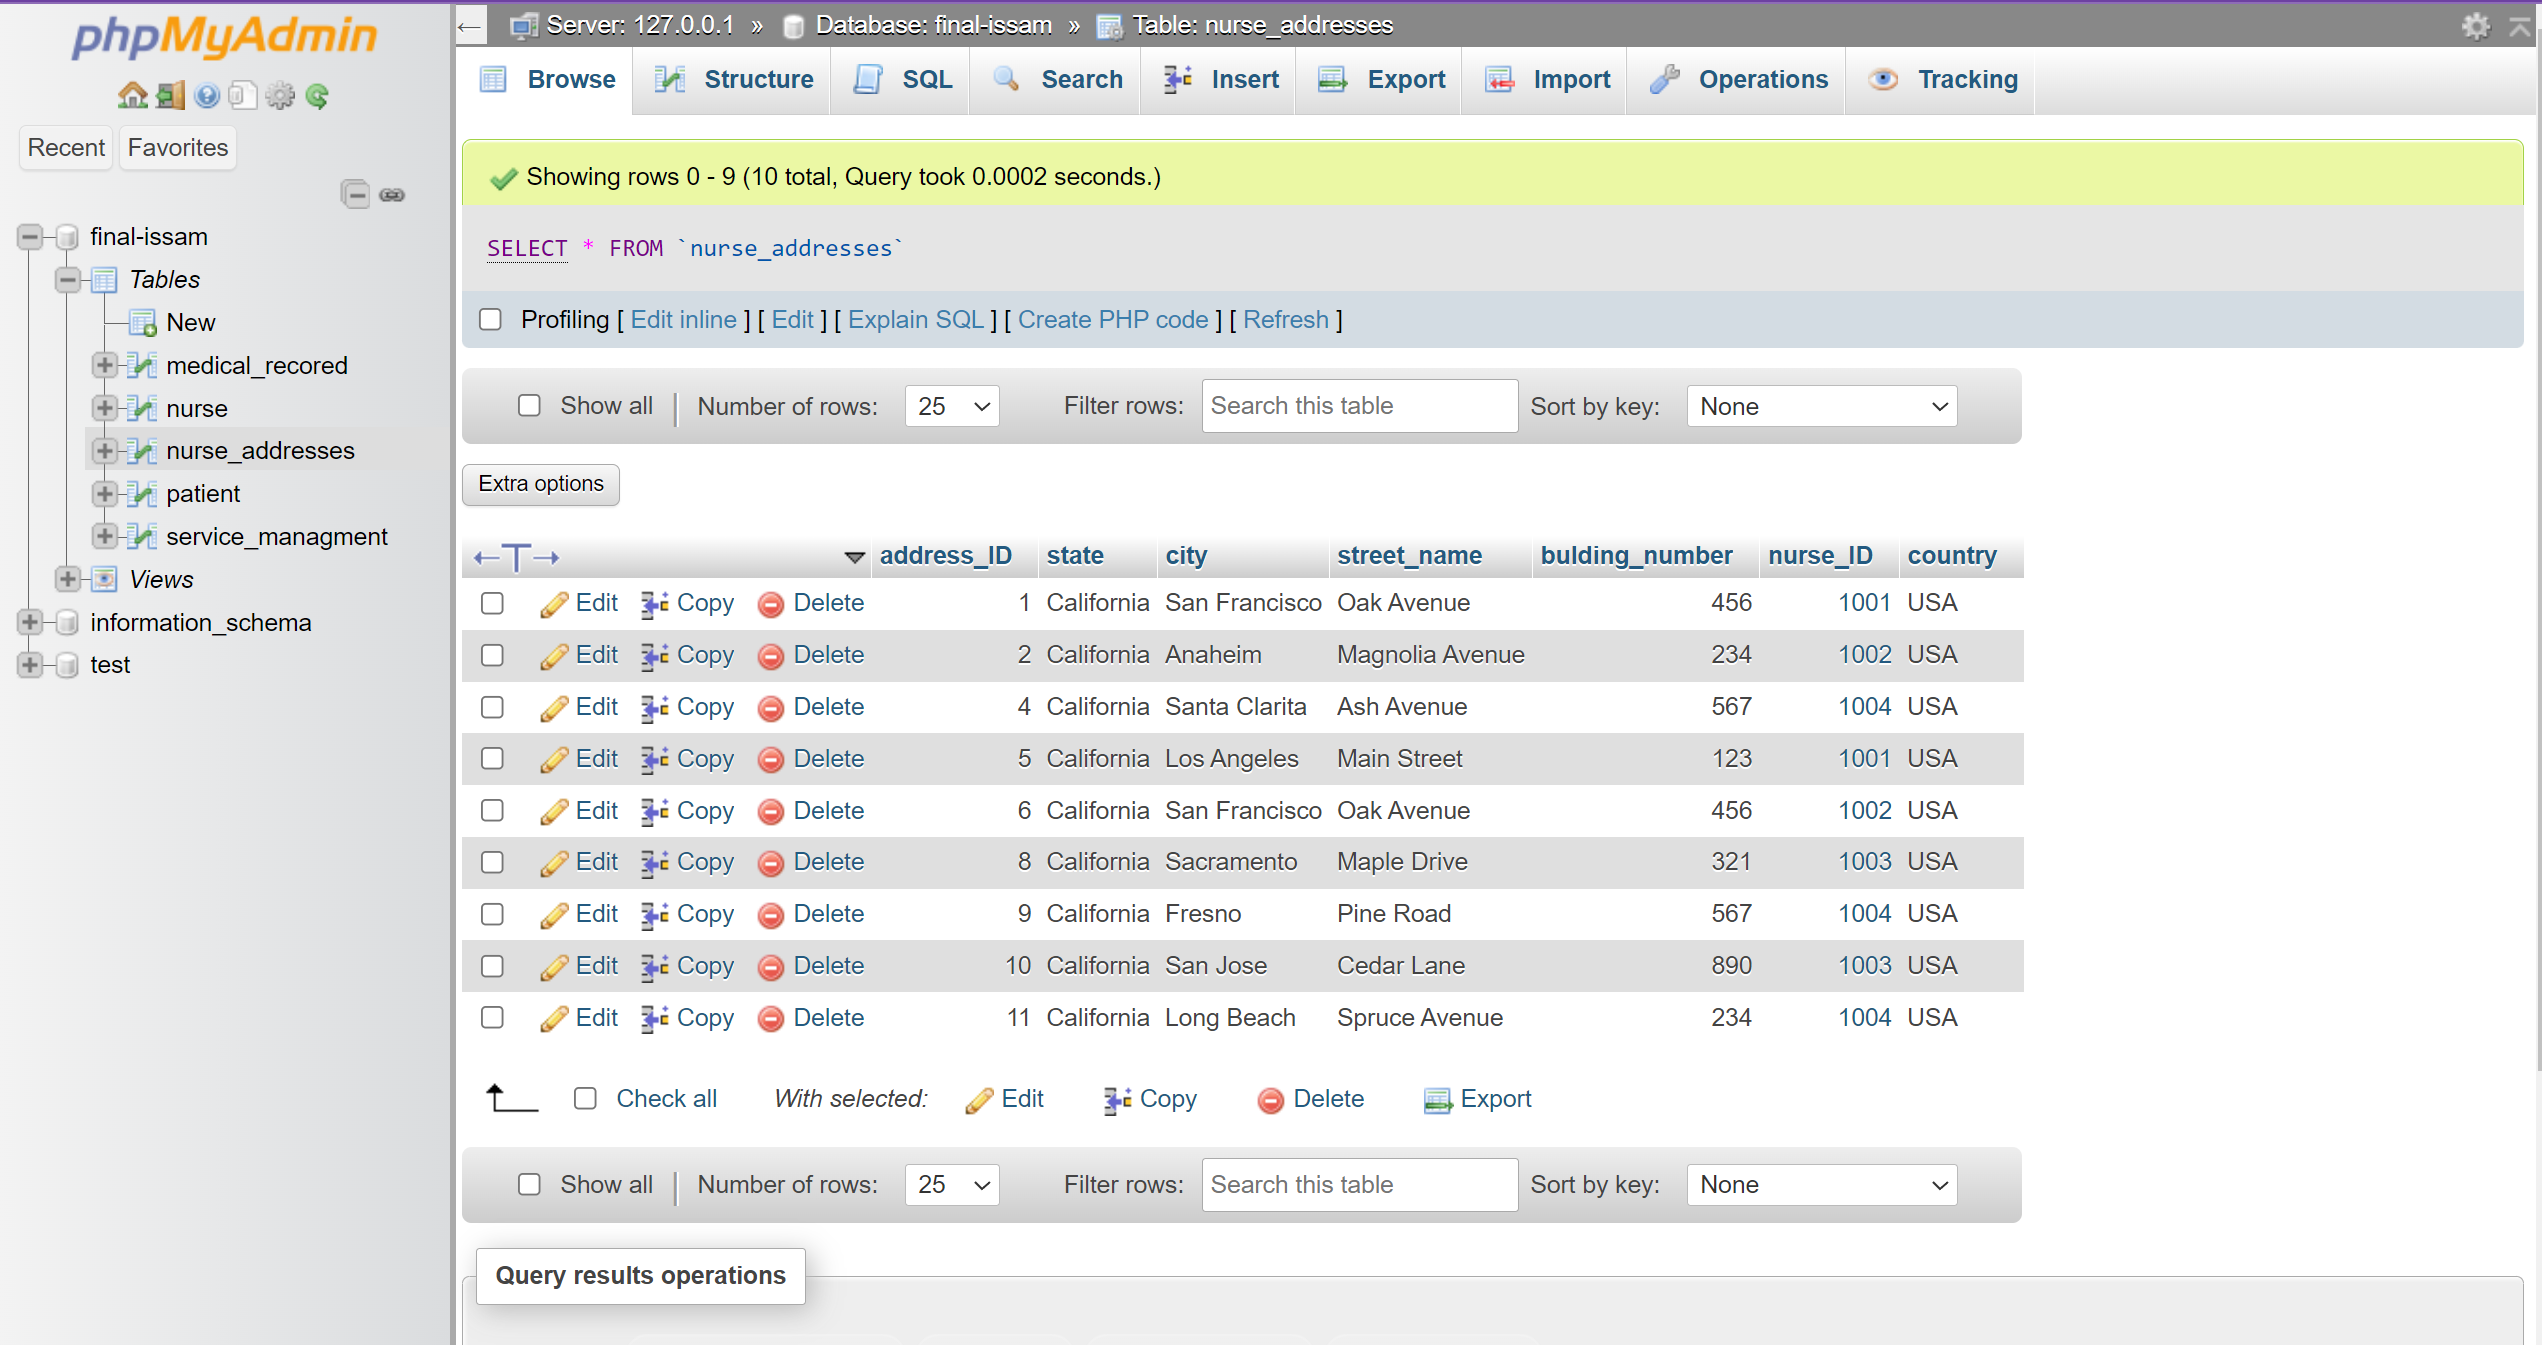 phpMyAdmin
Recent Favorites
final-issam
Tables
New
medical_recored
nurse
nurse_addresses
patient
service_managment
Views
information_schema
test
Server: 127.0.0.1 » Database: final-issam » Table: nurse_addresses
Browse Structure SQL Search Insert Export Import Operations Tracking
Showing rows 0 - 9 (10 total, Query took 0.0002 seconds.)
SELECT * FROM `nurse_addresses`
Profiling [ Edit inline ] [ Edit ] [ Explain SQL ] [ Create PHP code ] [ Refresh ]
Show all Number of rows: 25 Filter rows: Search this table Sort by key: None
Extra options
←T→ address_ID state city street_name bulding_number nurse_ID country
Edit Copy Delete 1 California San Francisco Oak Avenue 456 1001 USA
Edit Copy Delete 2 California Anaheim Magnolia Avenue 234 1002 USA
Edit Copy Delete 4 California Santa Clarita Ash Avenue 567 1004 USA
Edit Copy Delete 5 California Los Angeles Main Street 123 1001 USA
Edit Copy Delete 6 California San Francisco Oak Avenue 456 1002 USA
Edit Copy Delete 8 California Sacramento Maple Drive 321 1003 USA
Edit Copy Delete 9 California Fresno Pine Road 567 1004 USA
Edit Copy Delete 10 California San Jose Cedar Lane 890 1003 USA
Edit Copy Delete 11 California Long Beach Spruce Avenue 234 1004 USA
Check all With selected: Edit Copy Delete Export
Show all Number of rows: 25 Filter rows: Search this table Sort by key: None
Query results operations